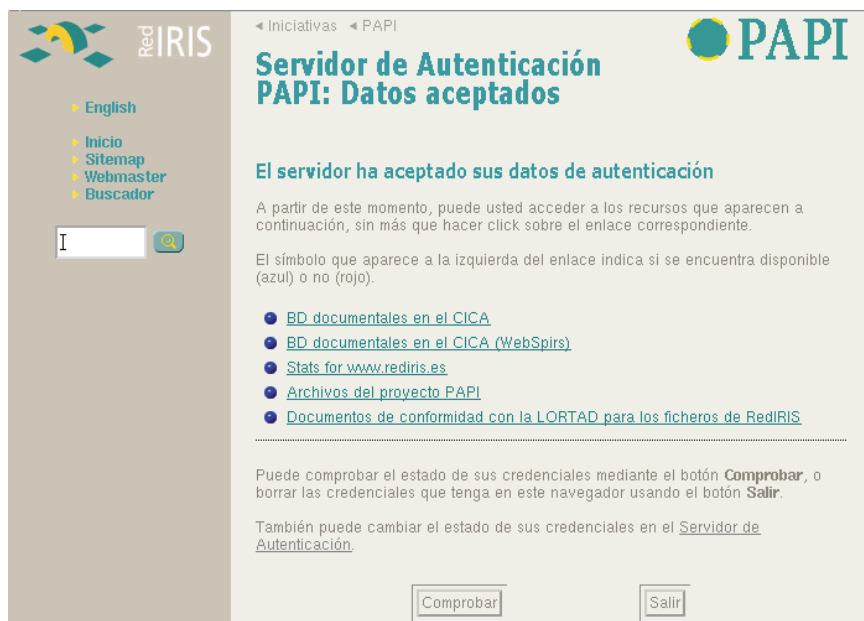 Red IRIS
English
Inicio
Sitemap
Webmaster
Buscador
Iniciativas PAPI
PAPI
Servidor de Autenticación
PAPI: Datos aceptados
El servidor ha aceptado sus datos de autenticación
A partir de este momento, puede usted acceder a los recursos que aparecen a
continuación, sin más que hacer click sobre el enlace correspondiente.
El símbolo que aparece a la izquierda del enlace indica si se encuentra disponible
(azul) o no (rojo).
BD documentales en el CICA
BD documentales en el CICA (WebSpirs)
Stats for www.rediris.es
Archivos del proyecto PAPI
Documentos de conformidad con la LORTAD para los ficheros de RedIRIS
Puede comprobar el estado de sus credenciales mediante el botón Comprobar, o
borrar las credenciales que tenga en este navegador usando el botón Salir.
También puede cambiar el estado de sus credenciales en el Servidor de
Autenticación.
Comprobar Salir